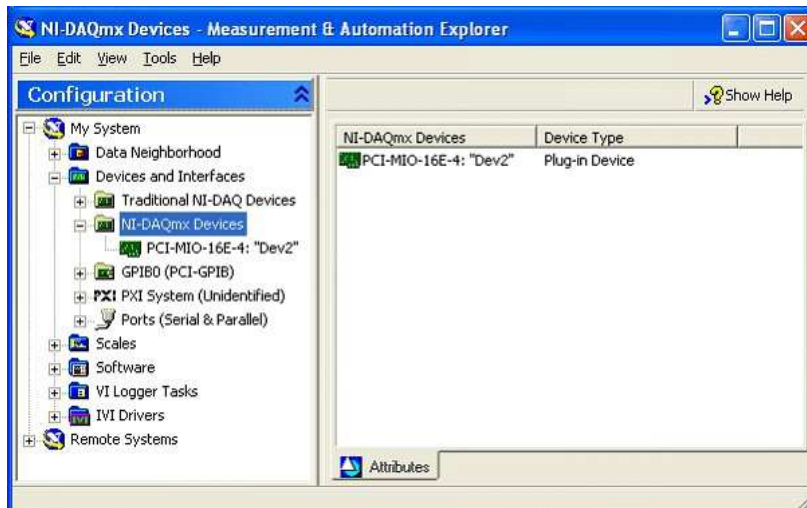 NI-DAQmx Devices - Measurement & Automation Explorer
File Edit View Tools Help
Configuration
Show Help
My System
Data Neighborhood
Devices and Interfaces
Traditional NI-DAQ Devices
NI-DAQmx Devices
PCI-MIO-16E-4: "Dev2"
GPIB0 (PCI-GPIB)
PXI PXI System (Unidentified)
Ports (Serial & Parallel)
Scales
Software
VI Logger Tasks
IVI IVI Drivers
Remote Systems
NI-DAQmx Devices Device Type
PCI-MIO-16E-4: "Dev2" Plug-in Device
Attributes